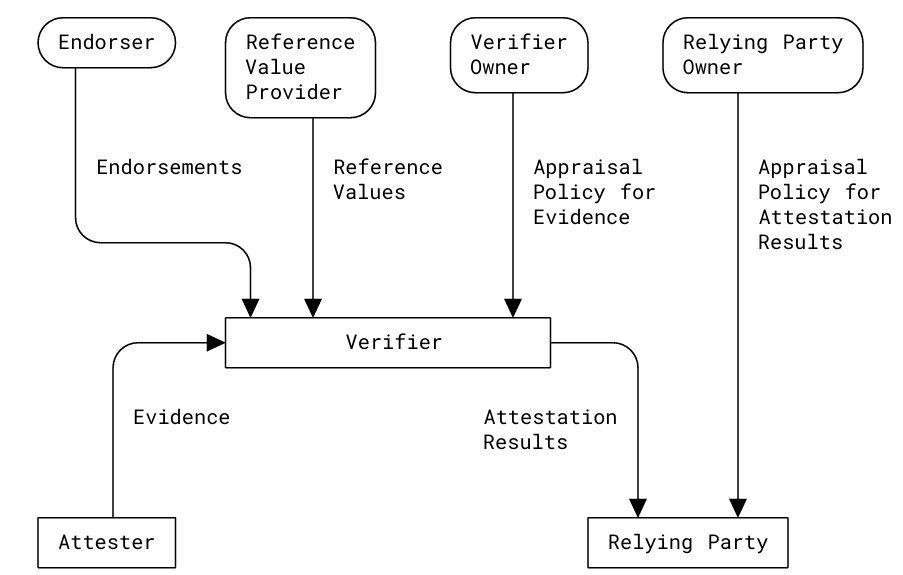 Endorser
Reference
Value
Provider
Verifier
Owner
Relying Party
Owner
Endorsements
Reference
Values
Appraisal
Policy for
Evidence
Appraisal
Policy for
Attestation
Results
Verifier
Evidence
Attestation
Results
Attester
Relying Party